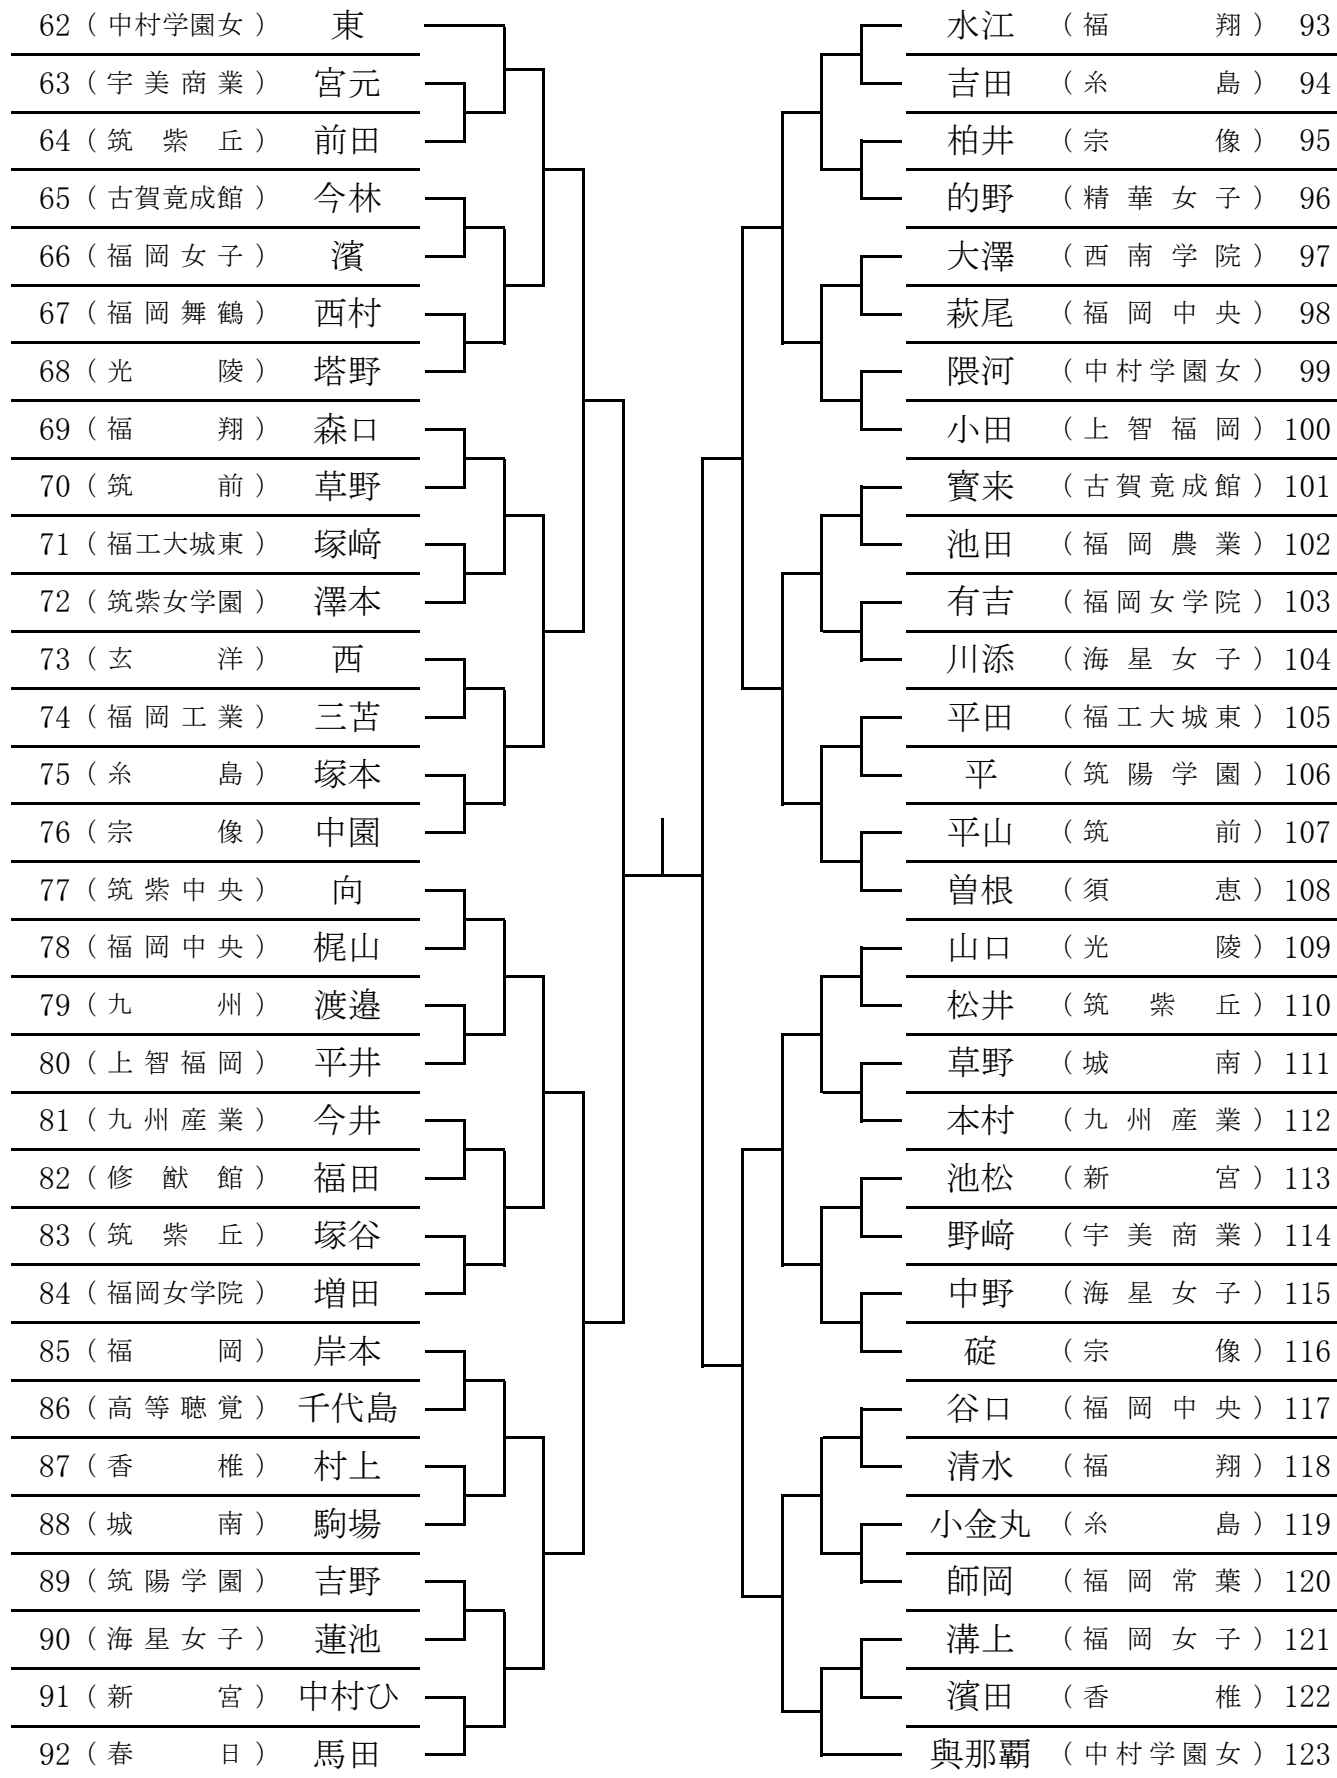 62 （ 中村学園女 ） 東
63 （ 宇美商業 ） 宮元
64 （ 筑紫丘 ） 前田
65 （ 古賀竟成館 ） 今林
66 （ 福岡女子 ） 濱
67 （ 福岡舞鶴 ） 西村
68 （ 光陵 ） 塔野
69 （ 福翔 ） 森口
70 （ 筑前 ） 草野
71 （ 福工大城東 ） 塚﨑
72 （ 筑紫女学園 ） 澤本
73 （ 玄洋 ） 西
74 （ 福岡工業 ） 三苫
75 （ 糸島 ） 塚本
76 （ 宗像 ） 中園
77 （ 筑紫中央 ） 向
78 （ 福岡中央 ） 梶山
79 （ 九州 ） 渡邉
80 （ 上智福岡 ） 平井
81 （ 九州産業 ） 今井
82 （ 修猷館 ） 福田
83 （ 筑紫丘 ） 塚谷
84 （ 福岡女学院 ） 増田
85 （ 福岡 ） 岸本
86 （ 高等聴覚 ） 千代島
87 （ 香椎 ） 村上
88 （ 城南 ） 駒場
89 （ 筑陽学園 ） 吉野
90 （ 海星女子 ） 蓮池
91 （ 新宮 ） 中村ひ
92 （ 春日 ） 馬田
水江 （ 福翔 ） 93
吉田 （ 糸島 ） 94
柏井 （ 宗像 ） 95
的野 （ 精華女子 ） 96
大澤 （ 西南学院 ） 97
萩尾 （ 福岡中央 ） 98
隈河 （ 中村学園女 ） 99
小田 （ 上智福岡 ） 100
寳来 （ 古賀竟成館 ） 101
池田 （ 福岡農業 ） 102
有吉 （ 福岡女学院 ） 103
川添 （ 海星女子 ） 104
平田 （ 福工大城東 ） 105
平 （ 筑陽学園 ） 106
平山 （ 筑前 ） 107
曽根 （ 須恵 ） 108
山口 （ 光陵 ） 109
松井 （ 筑紫丘 ） 110
草野 （ 城南 ） 111
本村 （ 九州産業 ） 112
池松 （ 新宮 ） 113
野﨑 （ 宇美商業 ） 114
中野 （ 海星女子 ） 115
碇 （ 宗像 ） 116
谷口 （ 福岡中央 ） 117
清水 （ 福翔 ） 118
小金丸 （ 糸島 ） 119
師岡 （ 福岡常葉 ） 120
溝上 （ 福岡女子 ） 121
濱田 （ 香椎 ） 122
與那覇 （ 中村学園女 ） 123